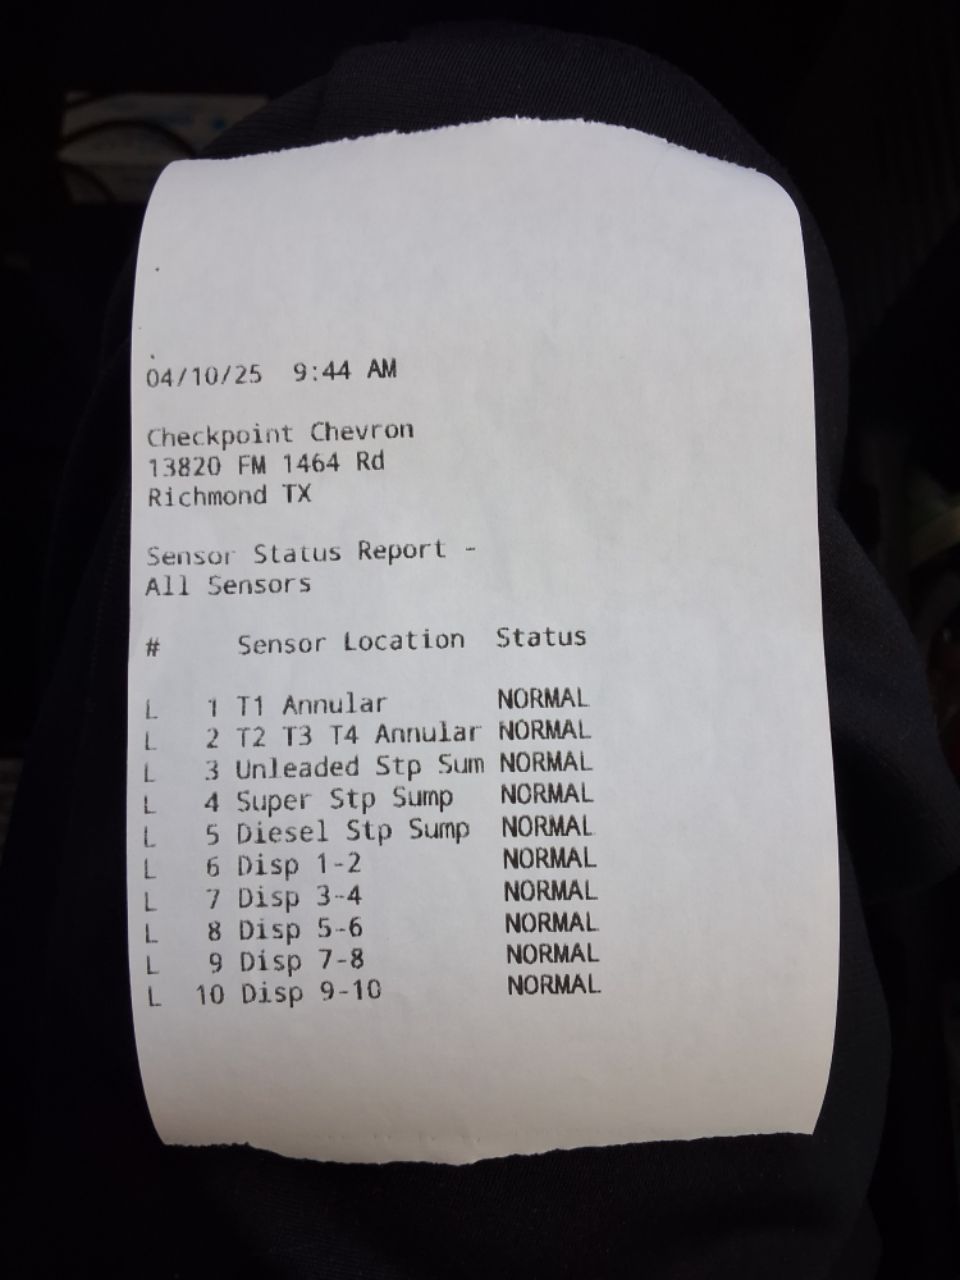 04/10/25  9:44 AM
Checkpoint Chevron
13820 FM 1464 Rd
Richmond TX
Sensor Status Report -
All Sensors
#  Sensor Location  Status
L  1 T1 Annular  NORMAL
L  2 T2 T3 T4 Annular NORMAL
L  3 Unleaded Stp Sum NORMAL
L  4 Super Stp Sump  NORMAL
L  5 Diesel Stp Sump  NORMAL
L  6 Disp 1-2  NORMAL
L  7 Disp 3-4  NORMAL
L  8 Disp 5-6  NORMAL
L  9 Disp 7-8  NORMAL
L  10 Disp 9-10  NORMAL